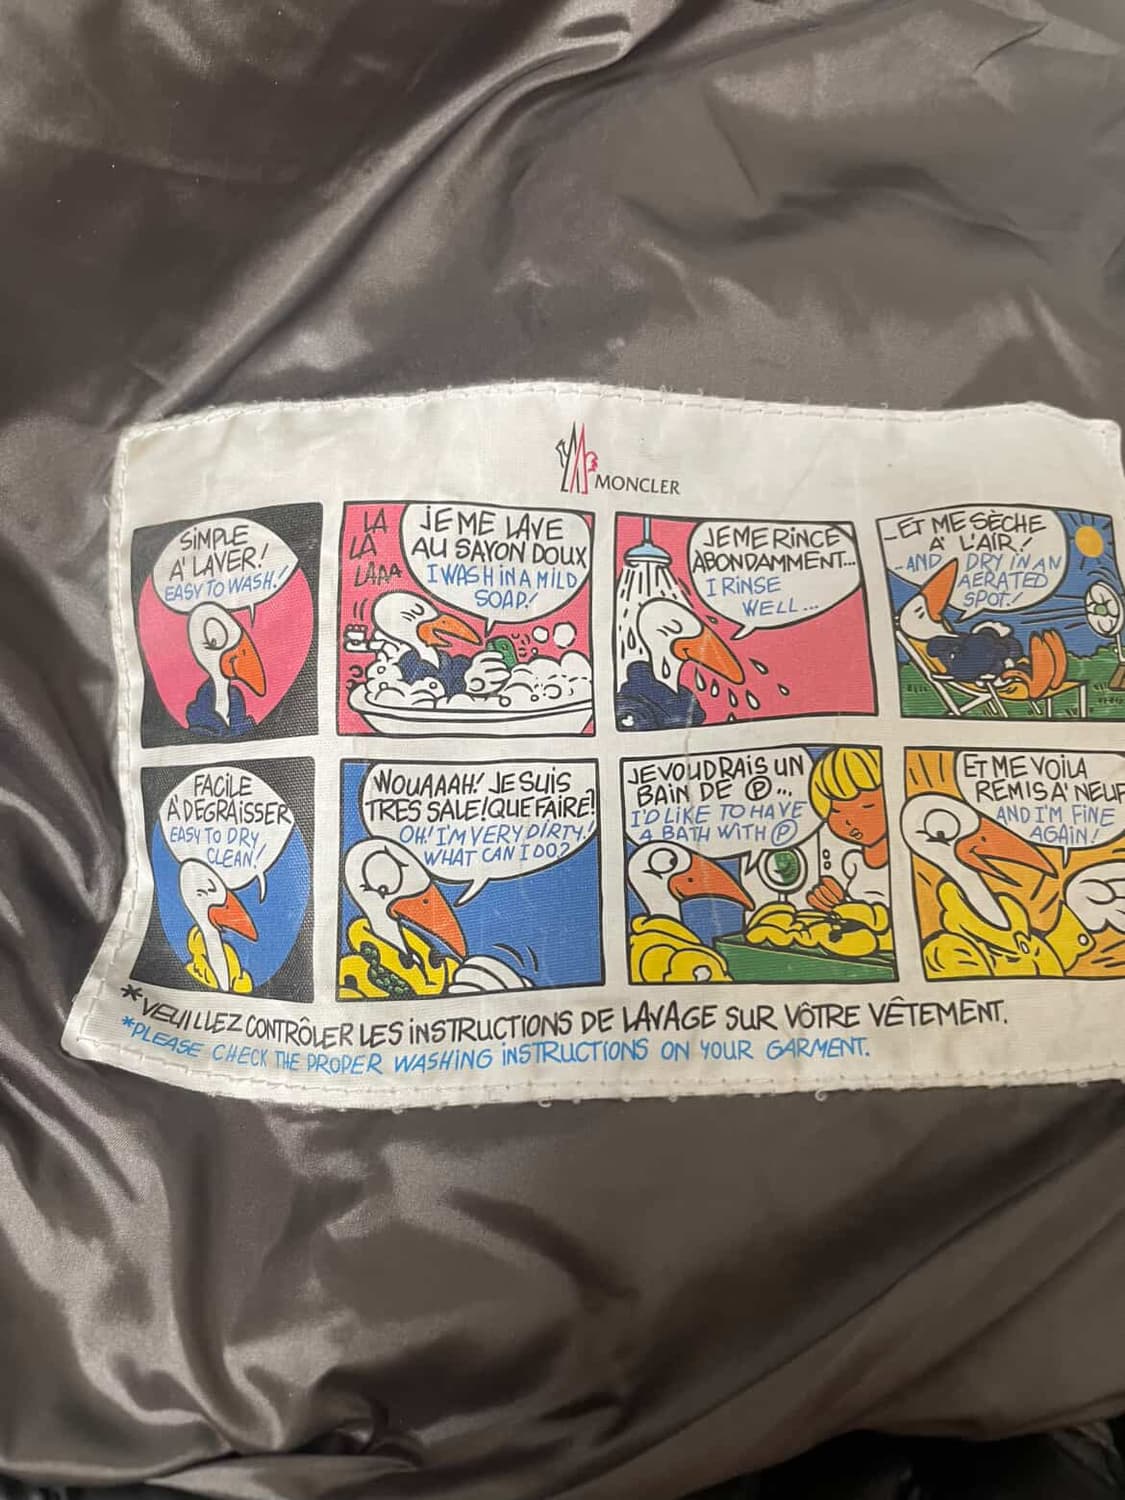 MONCLER
SIMPLE
A' LAVER!
EASY TO WASH!
LA
LA
LAAA
JE ME LAVE
AU SAVON DOUX
I WASH IN A MILD
SOAP!
JE ME RINCE
ABONDAMMENT...
I RINSE
WELL...
...ET ME SÈCHE
A' L'AIR!
...AND DRY IN AN
AERATED
SPOT!
FACILE
A' DEGRAISSER
EASY TO DRY
CLEAN!
WOUAAAH! JE SUIS
TRES SALE! QUE FAIRE?
OH! I'M VERY DIRTY!
WHAT CAN I DO?
JE VOUDRAIS UN
BAIN DE Ⓟ...
I'D LIKE TO HAVE
A BATH WITH Ⓟ
ET ME VOILA
REMIS A' NEUF
AND I'M FINE
AGAIN!
*VEUILLEZ CONTRÔLER LES INSTRUCTIONS DE LAVAGE SUR VÔTRE VÊTEMENT.
*PLEASE CHECK THE PROPER WASHING INSTRUCTIONS ON YOUR GARMENT.